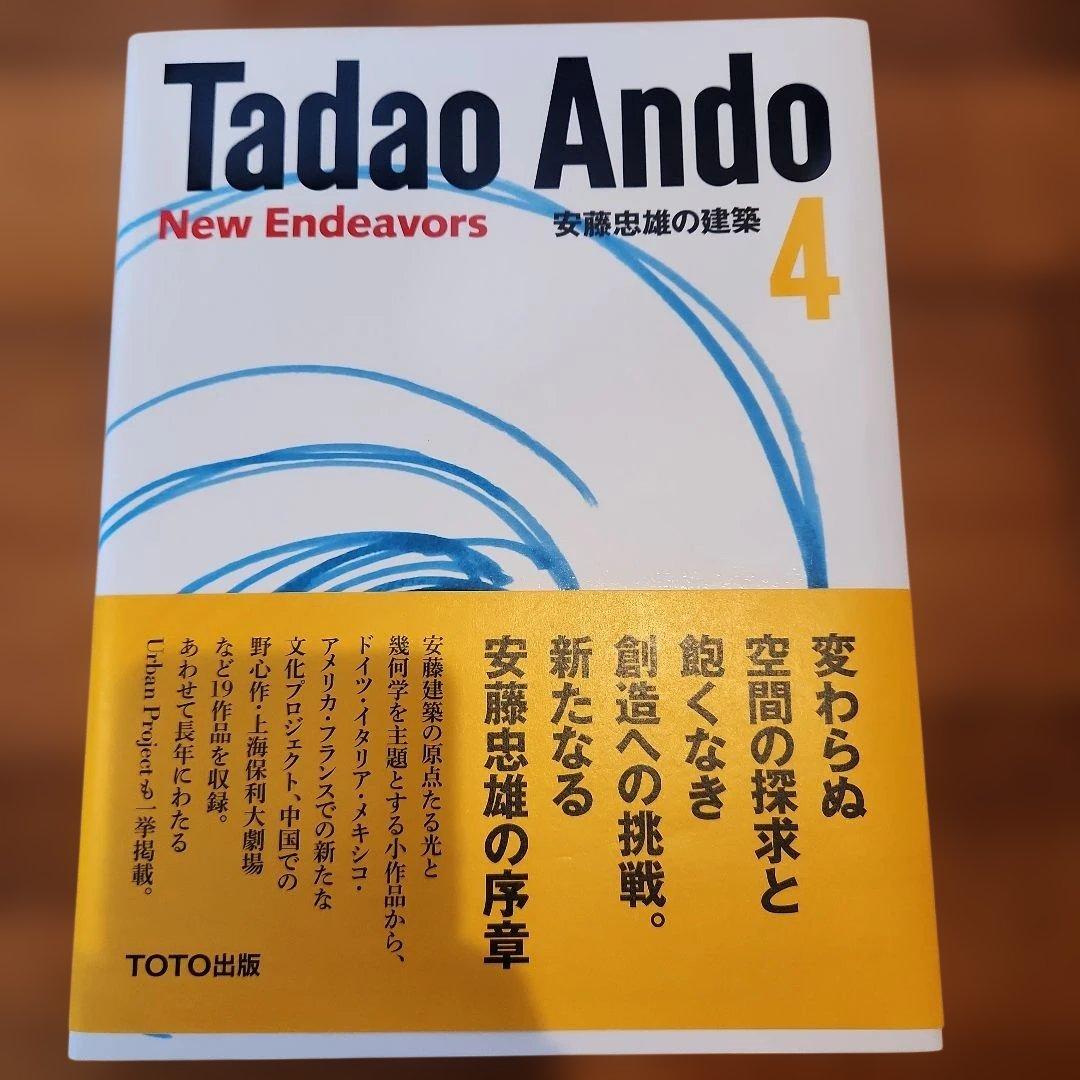 Tadao Ando
New Endeavors
安藤忠雄の建築
4
変わらぬ
空間の探求と
飽くなき
創造への挑戦。
新たなる
安藤忠雄の序章
安藤建築の原点たる光と
幾何学を主題とする小作品から、
ドイツ・イタリア・メキシコ・
アメリカ・フランスでの新たな
文化プロジェクト、中国での
野心作・上海保利大劇場
など19作品を収録。
あわせて長年にわたる
Urban Projectも一挙掲載。
TOTO出版